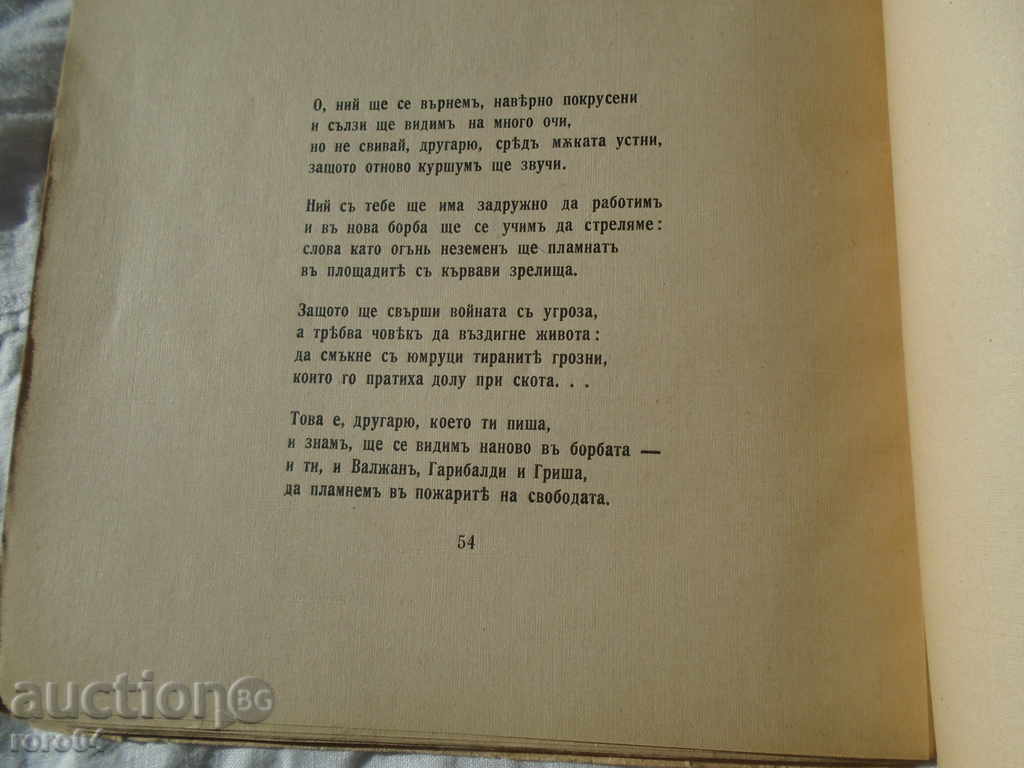 О, ний ще се върнемъ, навѣрно покрусени
и сълзи ще видимъ на много очи,
но не свивай, другарю, срѣдъ мѫката устни,
защото отново куршумъ ще звучи.
Ний съ тебе ще има задружно да работимъ
и въ нова борба ще се учимъ да стреляме:
слова като огънь неземен ще пламнатъ
въ площадитѣ съ кървави зрелища.
Защото ще свърши войната съ угроза,
а трѣбва човѣкъ да въздигне живота:
да смъкне съ юмруци тиранитѣ грозни,
които го пратиха долу при скота. . .
Това е, другарю, което ти пиша,
и знамъ, ще се видимъ наново въ борбата —
и ти, и Валжанъ, Гарибалди и Гриша,
да пламнемъ въ пожаритѣ на свободата.
54
auction BG
roro04